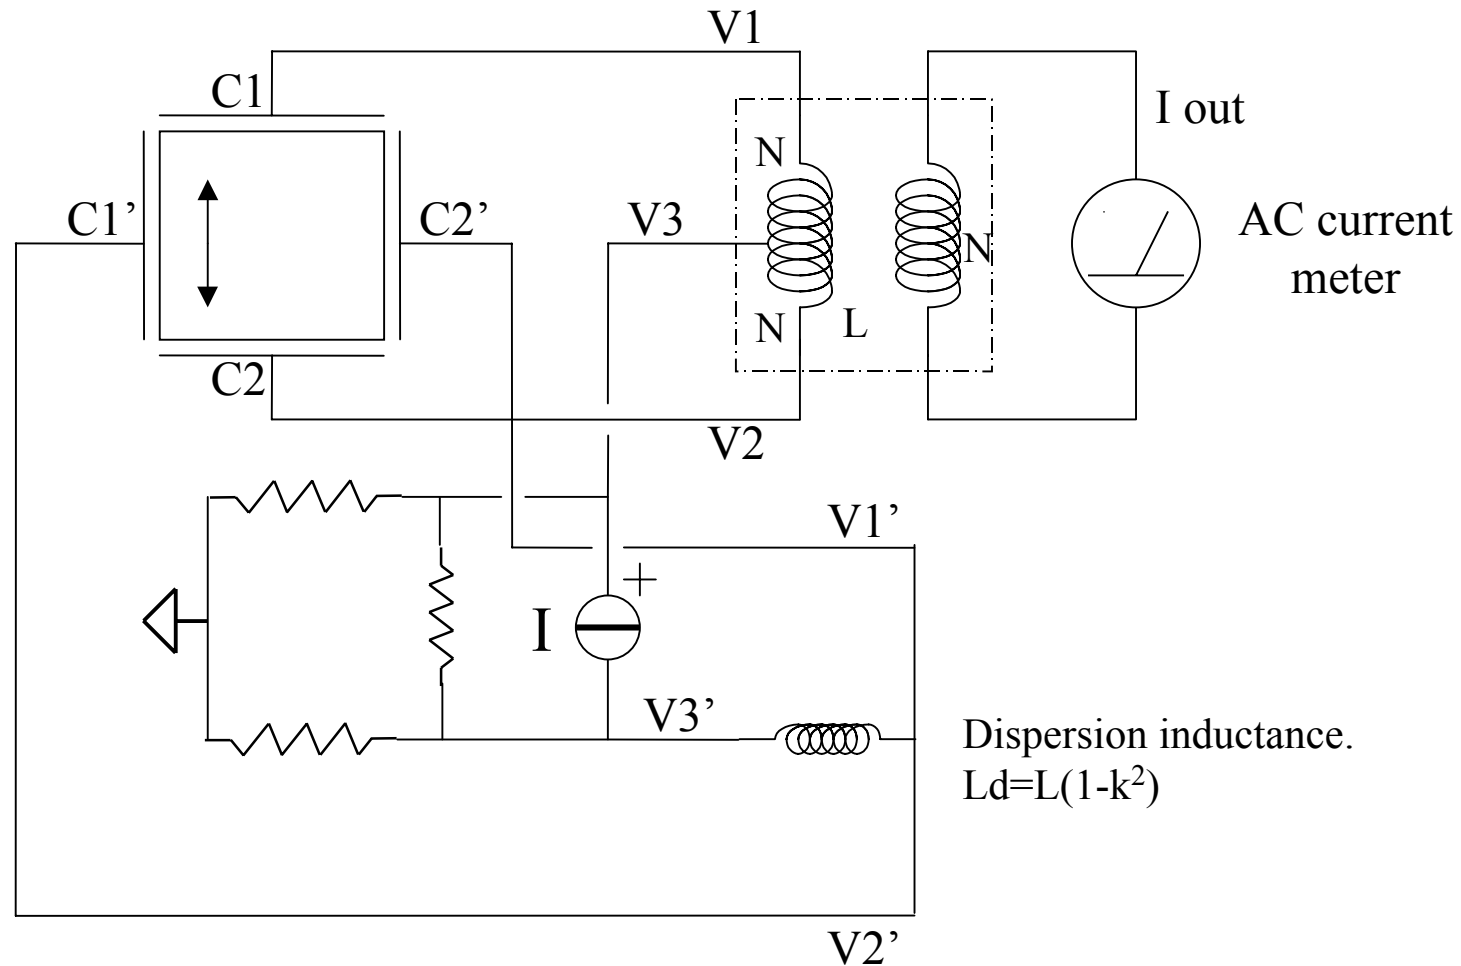 V1
C1
I out
N
C1’
C2’
V3
N
AC current
meter
N
L
C2
V2
V1’
+
I
V3’
Dispersion inductance.
Ld=L(1-k²)
V2’